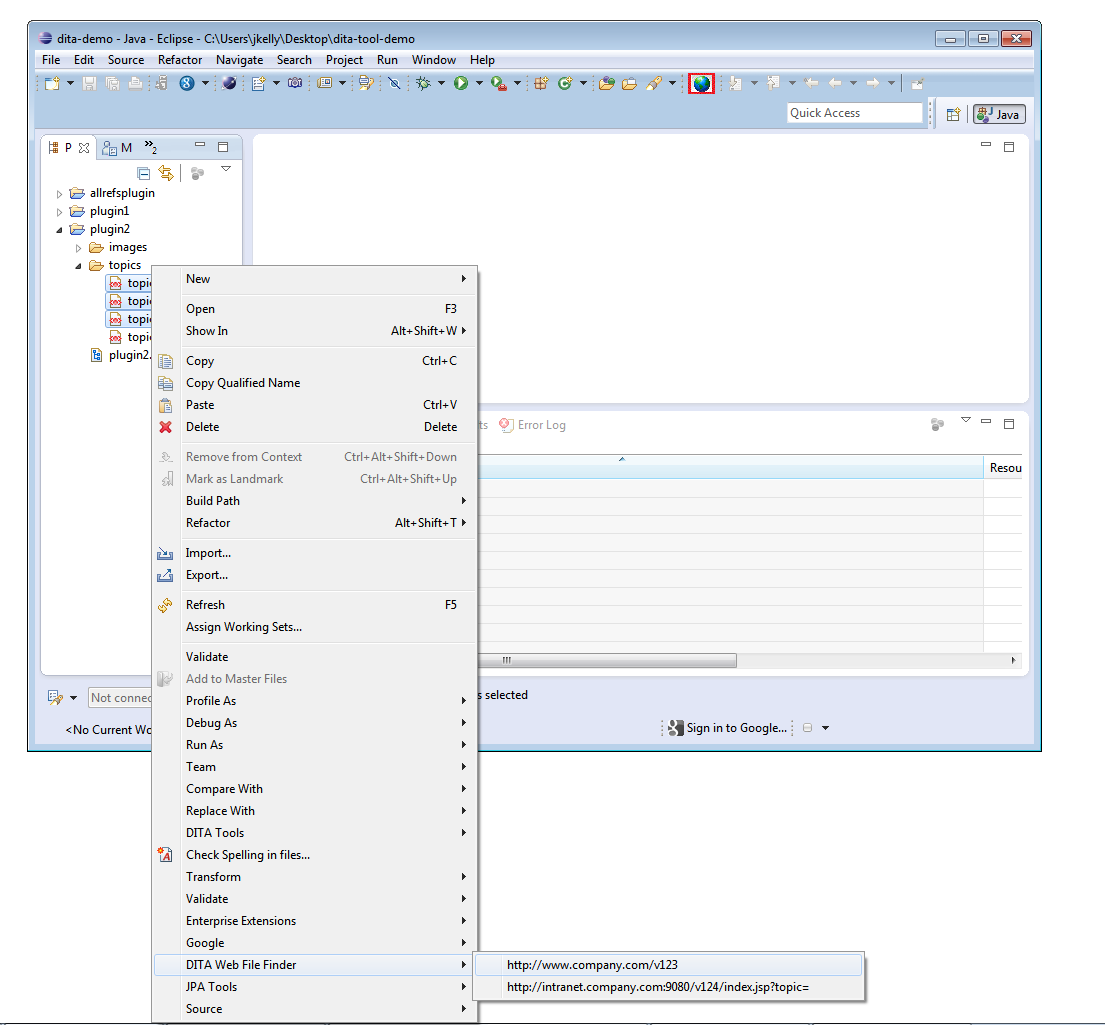 dita-demo - Java - Eclipse - C:\Users\jkelly\Desktop\dita-tool-demo
File Edit Source Refactor Navigate Search Project Run Window Help
Quick Access
Java
P M »2
allrefsplugin
plugin1
plugin2
images
topics
plugin2.
New
Open F3
Show In Alt+Shift+W
Copy Ctrl+C
Copy Qualified Name
Paste Ctrl+V
Delete Delete
Remove from Context Ctrl+Alt+Shift+Down
Mark as Landmark Ctrl+Alt+Shift+Up
Build Path
Refactor Alt+Shift+T
Import...
Export...
Refresh F5
Assign Working Sets...
Validate
Add to Master Files
Profile As
Debug As
Run As
Team
Compare With
Replace With
DITA Tools
Check Spelling in files...
Transform
Validate
Enterprise Extensions
Google
DITA Web File Finder
JPA Tools
Source
http://www.company.com/v123
http://intranet.company.com:9080/v124/index.jsp?topic=
ts Error Log
Resou
Not connec
s selected
<No Current Wo
Sign in to Google...